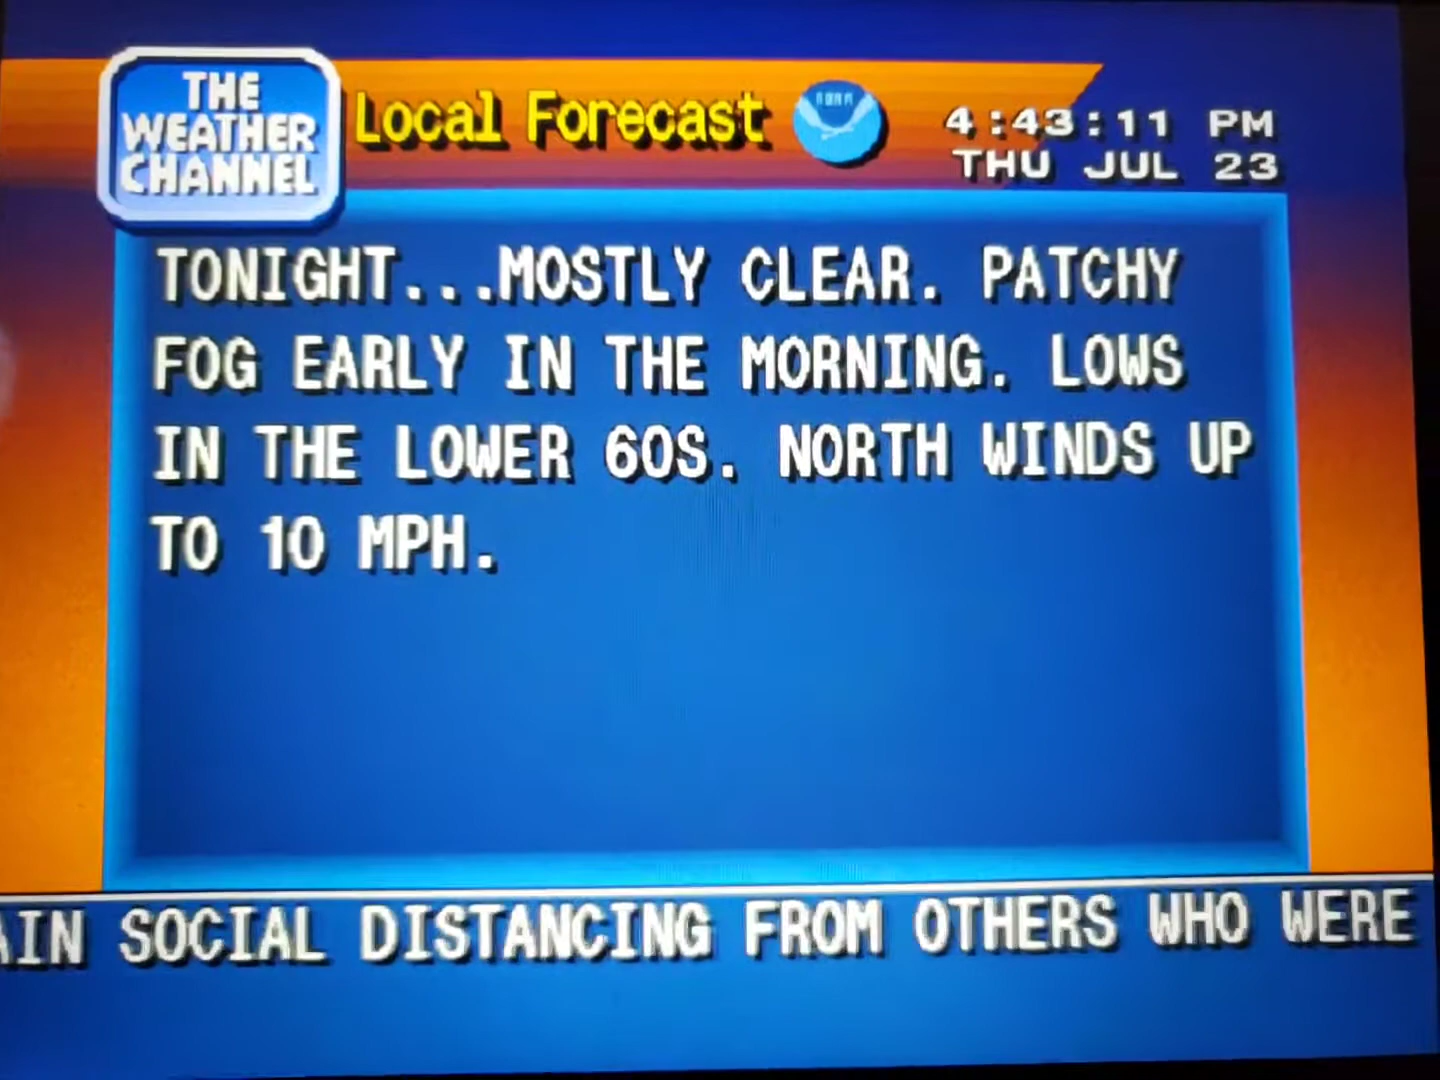 THE
WEATHER
CHANNEL
Local Forecast
NOAA
4:43:11 PM
THU JUL 23
TONIGHT...MOSTLY CLEAR. PATCHY
FOG EARLY IN THE MORNING. LOWS
IN THE LOWER 60S. NORTH WINDS UP
TO 10 MPH.
AIN SOCIAL DISTANCING FROM OTHERS WHO WERE